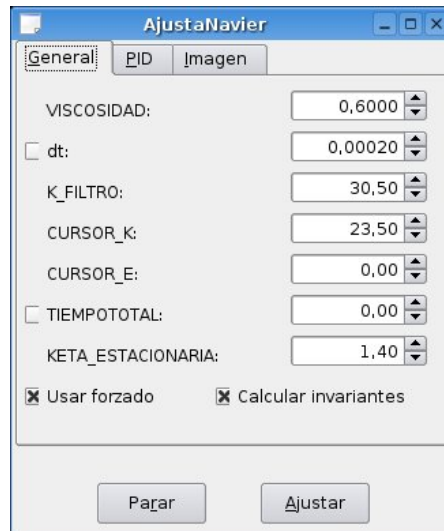 AjustaNavier
General PID Imagen
VISCOSIDAD: 0,6000
dt: 0,00020
K_FILTRO: 30,50
CURSOR_K: 23,50
CURSOR_E: 0,00
TIEMPOTOTAL: 0,00
KETA_ESTACIONARIA: 1,40
Usar forzado Calcular invariantes
Parar Ajustar